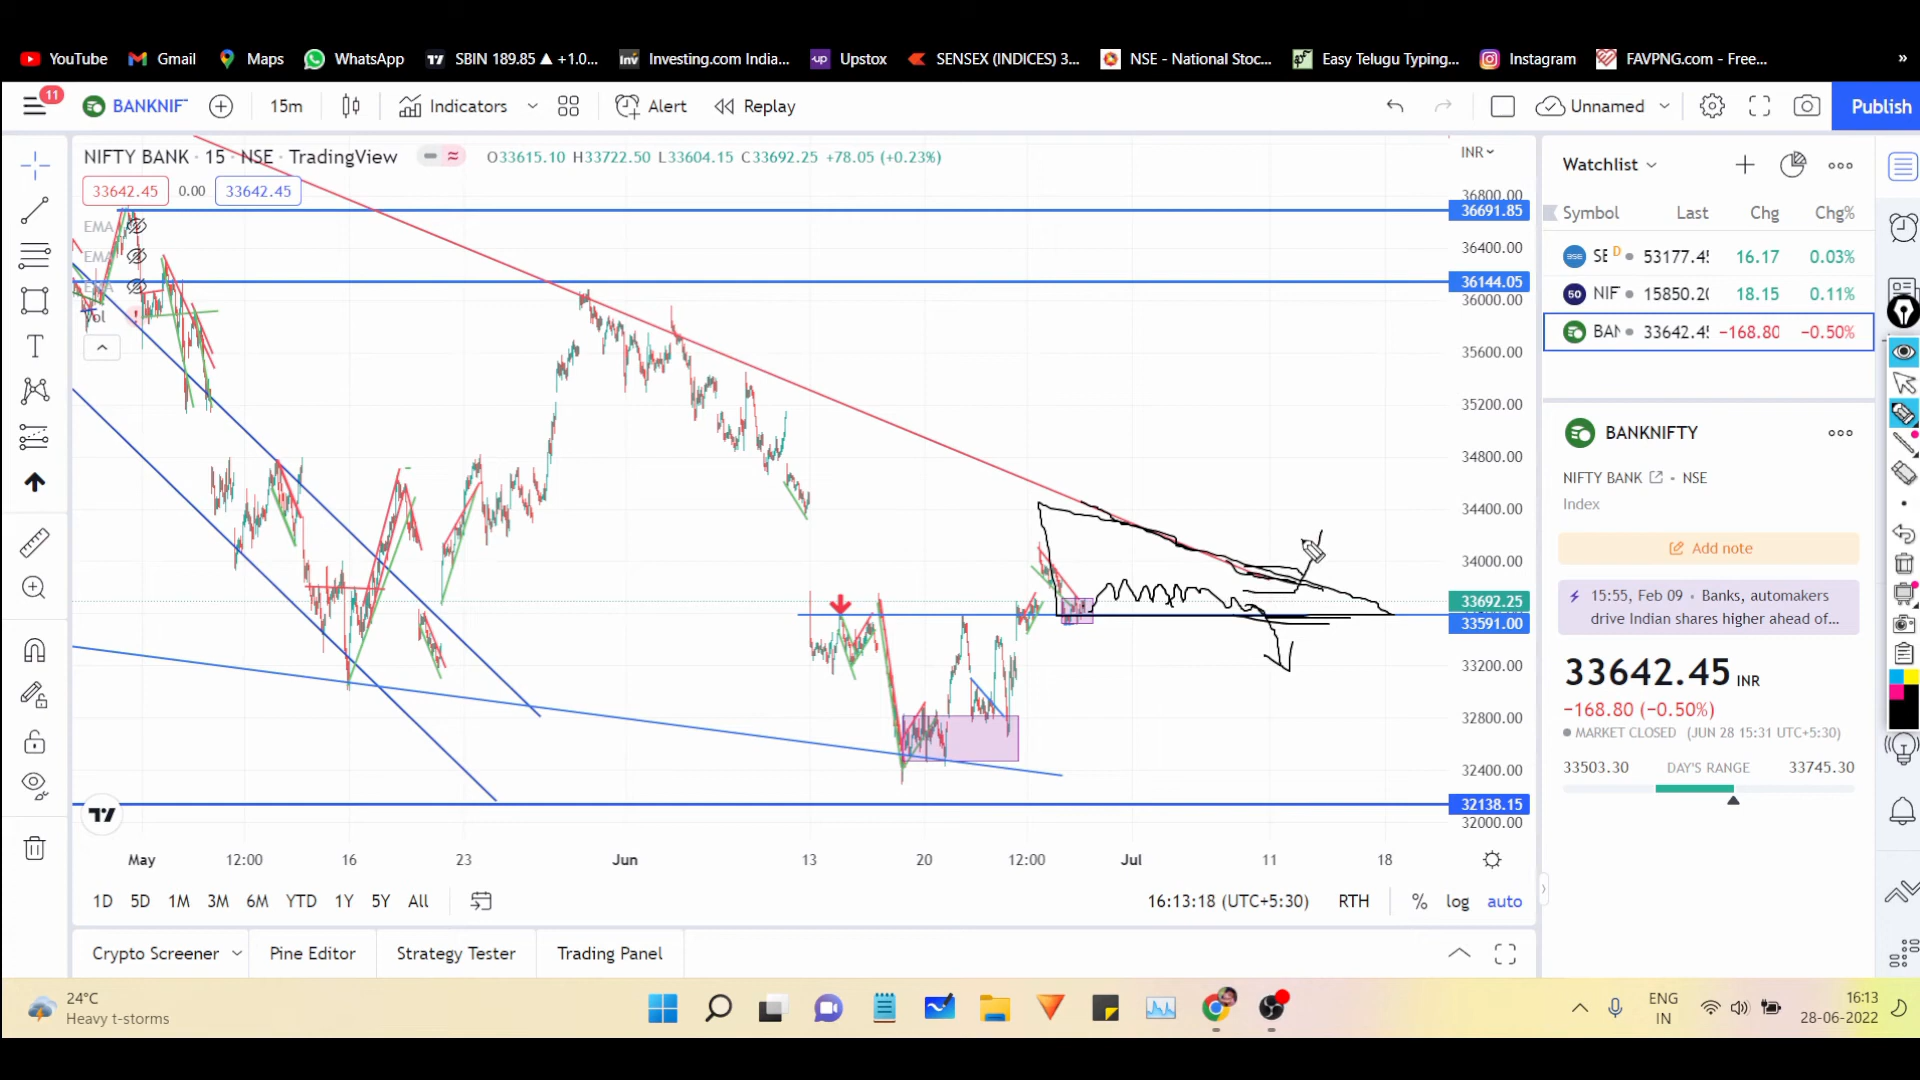 YouTube Gmail Maps WhatsApp SBIN 189.85 ▲ +1.0... Investing.com India... Upstox SENSEX (INDICES) 3... NSE - National Stoc... Easy Telugu Typing... Instagram FAVPNG.com - Free... »
11 BANKNIF 15m Indicators Alert Replay Unnamed Publish
NIFTY BANK · 15 · NSE · TradingView O33615.10 H33722.50 L33604.15 C33692.25 +78.05 (+0.23%) INR
33642.45 0.00 33642.45
EMA
EMA
EMA
Vol
36800.00
36691.85
36400.00
36144.05
36000.00
35600.00
35200.00
34800.00
34400.00
34000.00
33692.25
33591.00
33200.00
32800.00
32400.00
32138.15
32000.00
May 12:00 16 23 Jun 13 20 12:00 Jul 11 18
1D 5D 1M 3M 6M YTD 1Y 5Y All 16:13:18 (UTC+5:30) RTH % log auto
Crypto Screener Pine Editor Strategy Tester Trading Panel
Watchlist
Symbol Last Chg Chg%
SE D 53177.45 16.17 0.03%
50 NIF 15850.20 18.15 0.11%
BAN 33642.45 −168.80 −0.50%
BANKNIFTY
NIFTY BANK • NSE
Index
Add note
15:55, Feb 09 • Banks, automakers
drive Indian shares higher ahead of...
33642.45 INR
−168.80 (−0.50%)
MARKET CLOSED (JUN 28 15:31 UTC+5:30)
33503.30 DAY'S RANGE 33745.30
24°C
Heavy t-storms
ENG
IN
16:13
28-06-2022